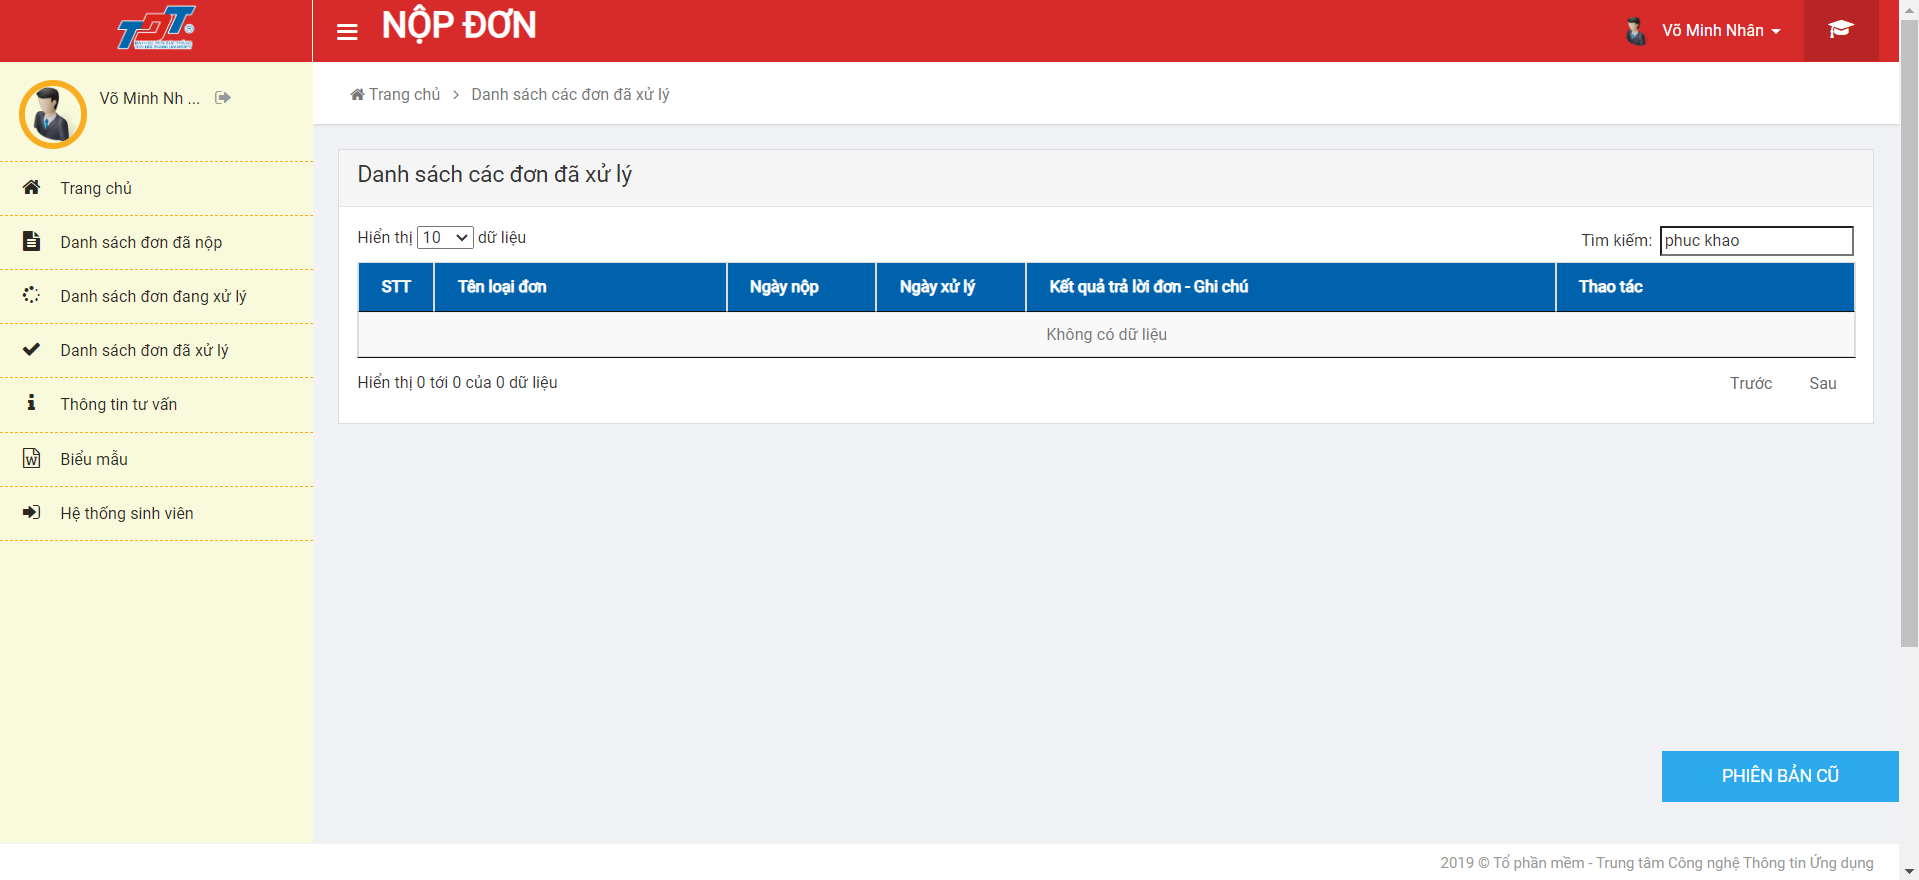 TDT
NỘP ĐƠN
Võ Minh Nhân
Võ Minh Nh ...
Trang chủ
Danh sách đơn đã nộp
Danh sách đơn đang xử lý
Danh sách đơn đã xử lý
Thông tin tư vấn
Biểu mẫu
Hệ thống sinh viên
Trang chủ > Danh sách các đơn đã xử lý
Danh sách các đơn đã xử lý
Hiển thị 10 dữ liệu
Tìm kiếm: phuc khao
STT Tên loại đơn Ngày nộp Ngày xử lý Kết quả trả lời đơn - Ghi chú Thao tác
Không có dữ liệu
Hiển thị 0 tới 0 của 0 dữ liệu
Trước Sau
PHIÊN BẢN CŨ
2019 © Tổ phần mềm - Trung tâm Công nghệ Thông tin Ứng dụng